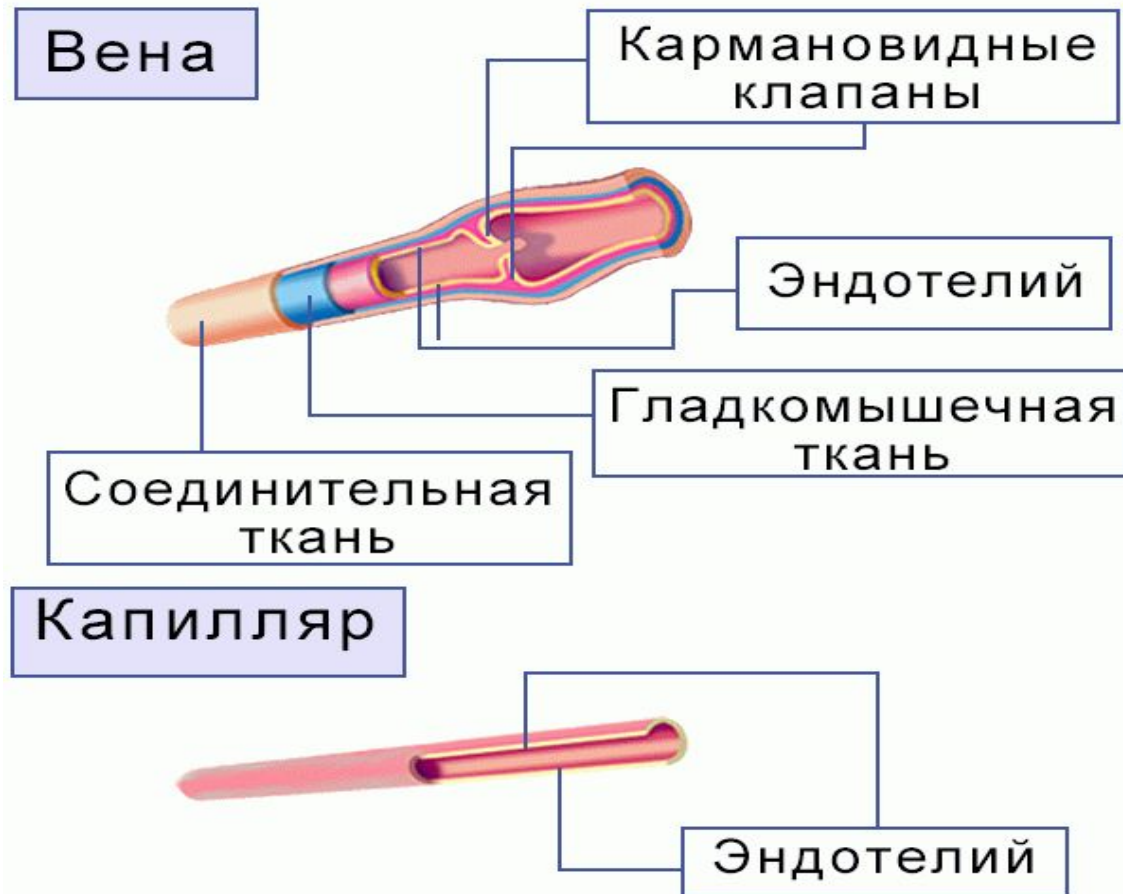 Вена
Кармановидные
клапаны
Эндотелий
Гладкомышечная
ткань
Соединительная
ткань
Капилляр
Эндотелий